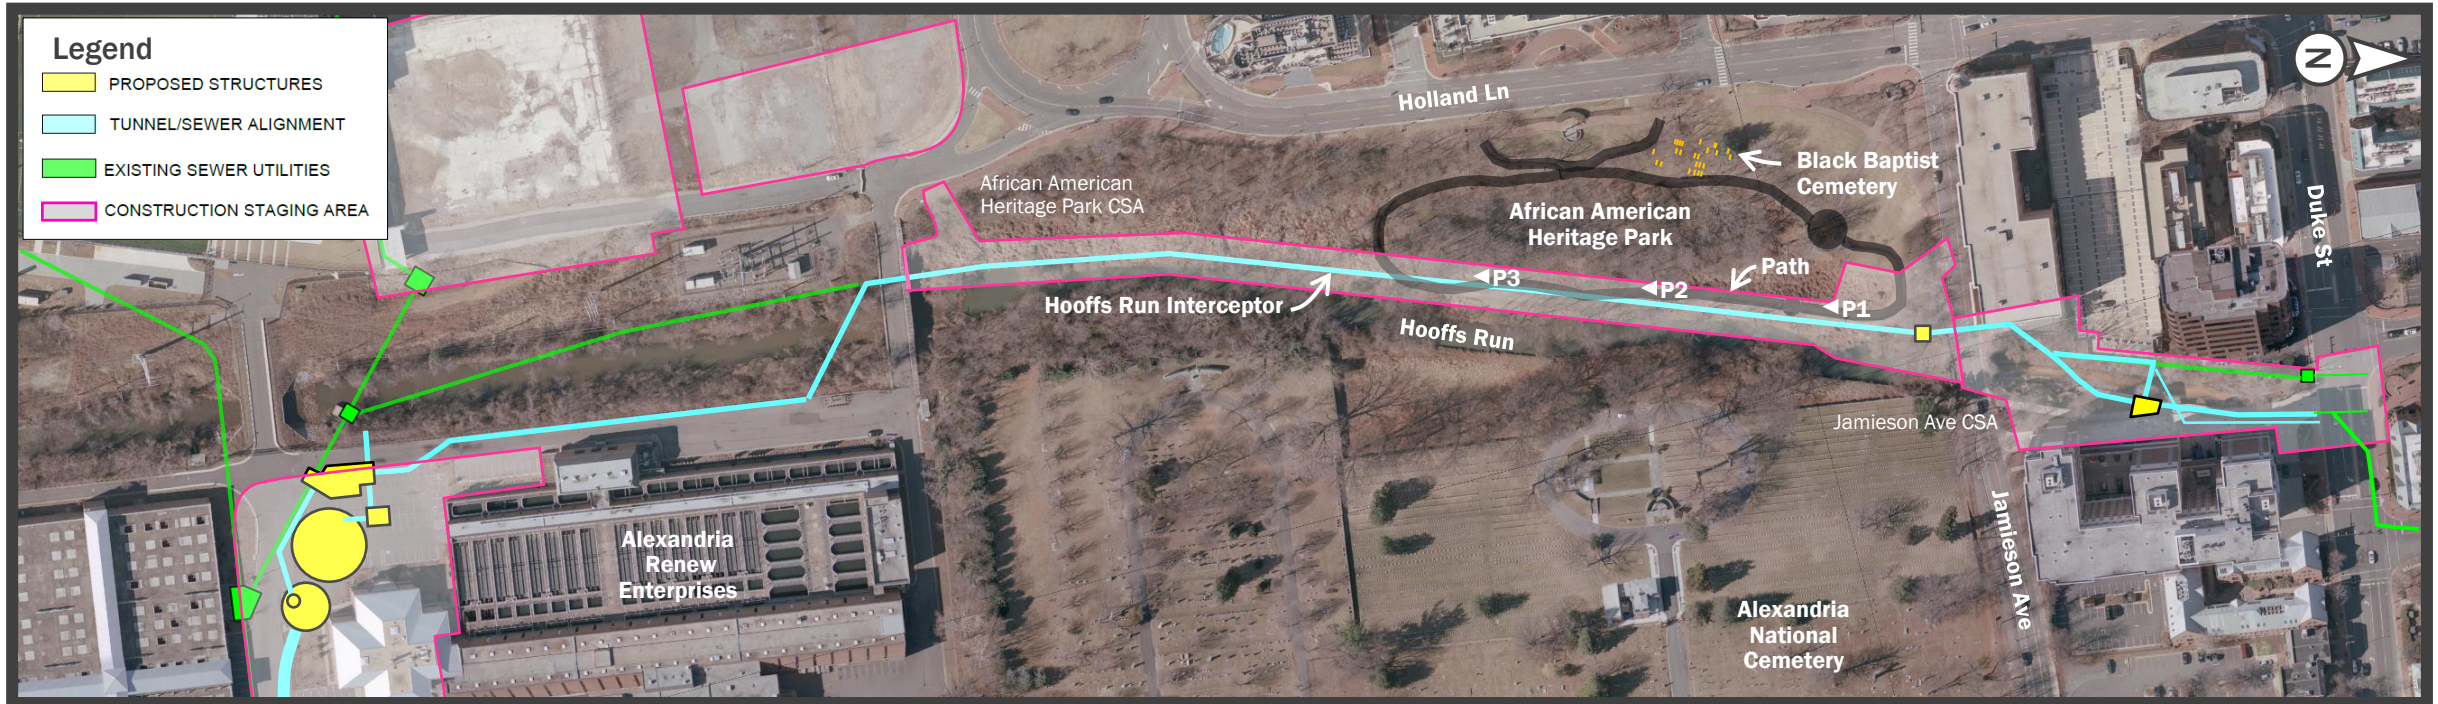 Legend
PROPOSED STRUCTURES
TUNNEL/SEWER ALIGNMENT
EXISTING SEWER UTILITIES
CONSTRUCTION STAGING AREA
N
Holland Ln
African American
Heritage Park CSA
Black Baptist
Cemetery
African American
Heritage Park
Duke St
Path
P3
P2
P1
Hooffs Run Interceptor
Hooffs Run
Jamieson Ave CSA
Jamieson Ave
Alexandria
Renew
Enterprises
Alexandria
National
Cemetery